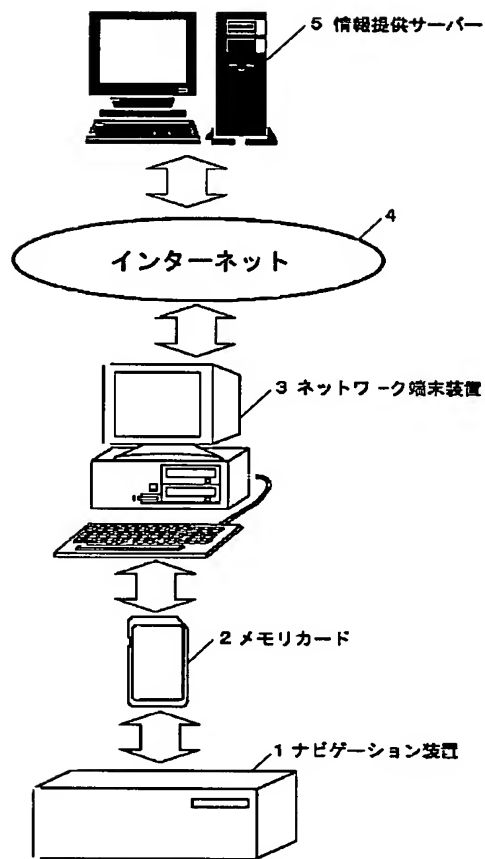 5 情報提供サーバー
4
インターネット
3 ネットワーク端末装置
2 メモリカード
1 ナビゲーション装置